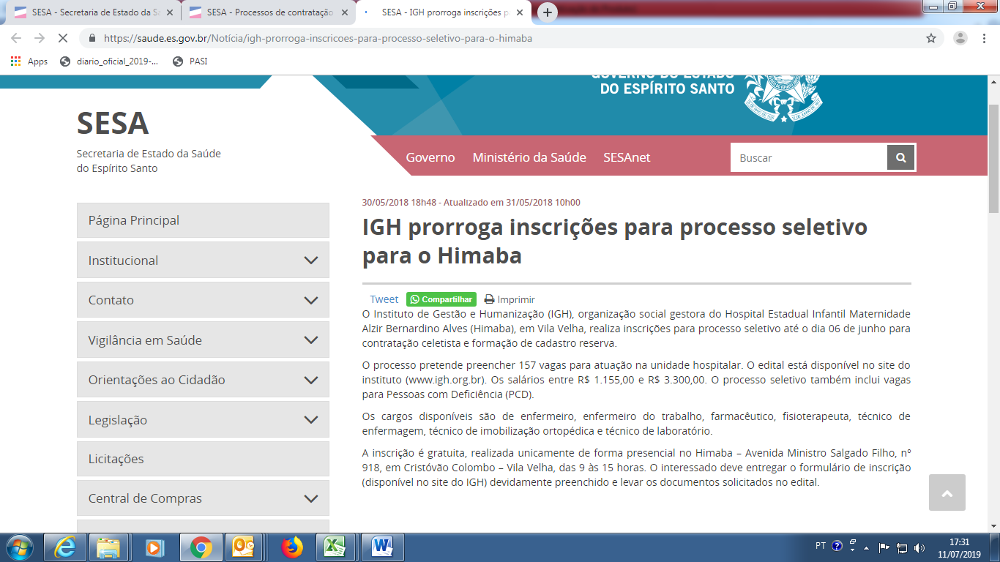 SESA - Secretaria de Estado da Sa
SESA - Processos de contratação
SESA - IGH prorroga inscrições p
https://saude.es.gov.br/Notícia/igh-prorroga-inscricoes-para-processo-seletivo-para-o-himaba
Apps
diario_oficial_2019-...
PASI
GOVERNO DO ESTADO
DO ESPÍRITO SANTO
SESA
Secretaria de Estado da Saúde
do Espírito Santo
Governo
Ministério da Saúde
SESAnet
Buscar
Página Principal
Institucional
Contato
Vigilância em Saúde
Orientações ao Cidadão
Legislação
Licitações
Central de Compras
30/05/2018 18h48 - Atualizado em 31/05/2018 10h00
IGH prorroga inscrições para processo seletivo
para o Himaba
Tweet
Compartilhar
Imprimir
O Instituto de Gestão e Humanização (IGH), organização social gestora do Hospital Estadual Infantil Maternidade
Alzir Bernardino Alves (Himaba), em Vila Velha, realiza inscrições para processo seletivo até o dia 06 de junho para
contratação celetista e formação de cadastro reserva.
O processo pretende preencher 157 vagas para atuação na unidade hospitalar. O edital está disponível no site do
instituto (www.igh.org.br). Os salários entre R$ 1.155,00 e R$ 3.300,00. O processo seletivo também inclui vagas
para Pessoas com Deficiência (PCD).
Os cargos disponíveis são de enfermeiro, enfermeiro do trabalho, farmacêutico, fisioterapeuta, técnico de
enfermagem, técnico de imobilização ortopédica e técnico de laboratório.
A inscrição é gratuita, realizada unicamente de forma presencial no Himaba – Avenida Ministro Salgado Filho, nº
918, em Cristóvão Colombo – Vila Velha, das 9 às 15 horas. O interessado deve entregar o formulário de inscrição
(disponível no site do IGH) devidamente preenchido e levar os documentos solicitados no edital.
PT
17:31
11/07/2019